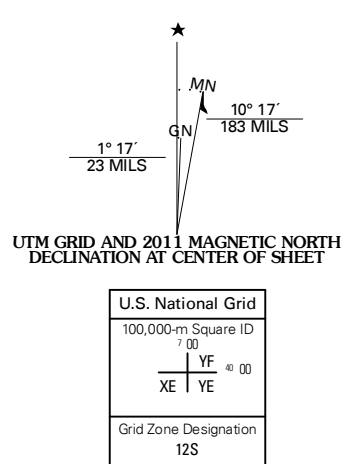 ★
MN
10° 17´
183 MILS
GN
1° 17´
23 MILS
UTM GRID AND 2011 MAGNETIC NORTH
DECLINATION AT CENTER OF SHEET
U.S. National Grid
100,000-m Square ID
7 00
YF
40 00
XE YE
Grid Zone Designation
12S